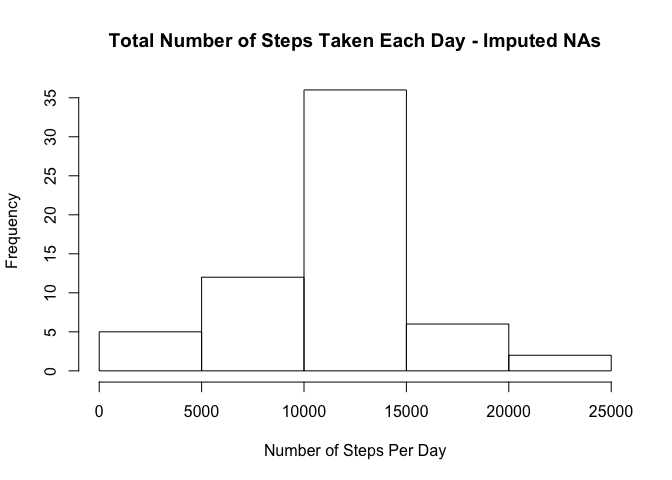 Total Number of Steps Taken Each Day - Imputed NAs
Frequency
35
30
25
20
15
10
5
0
0 5000 10000 15000 20000 25000
Number of Steps Per Day